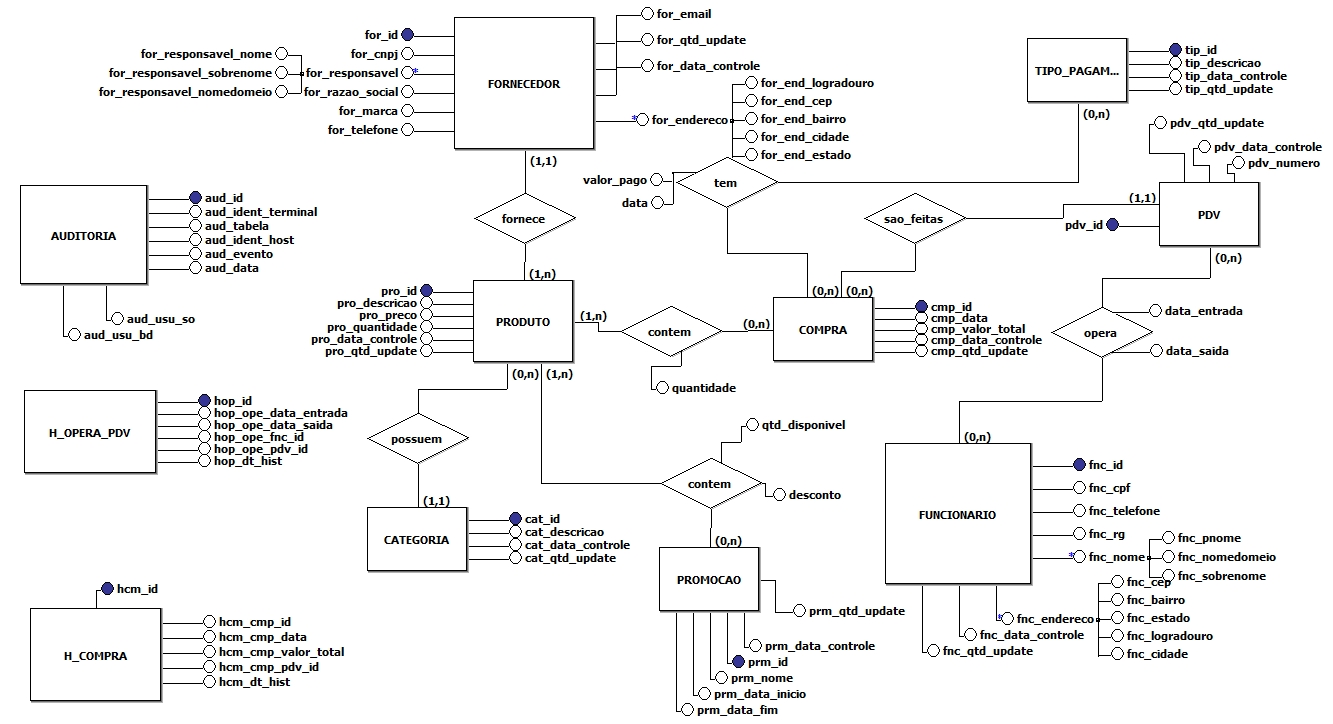 for_id
for_cnpj
for_responsavel
*
for_razao_social
for_marca
for_telefone
for_responsavel_nome
for_responsavel_sobrenome
for_responsavel_nomedomeio
FORNECEDOR
for_email
for_qtd_update
for_data_controle
*
for_endereco
for_end_logradouro
for_end_cep
for_end_bairro
for_end_cidade
for_end_estado
(1,1)
fornece
(1,n)
TIPO_PAGAM...
tip_id
tip_descricao
tip_data_controle
tip_qtd_update
(0,n)
tem
valor_pago
data
(0,n)
pdv_qtd_update
pdv_data_controle
pdv_numero
PDV
pdv_id
(1,1)
sao_feitas
(0,n)
(0,n)
AUDITORIA
aud_id
aud_ident_terminal
aud_tabela
aud_ident_host
aud_evento
aud_data
aud_usu_so
aud_usu_bd
PRODUTO
pro_id
pro_descricao
pro_preco
pro_quantidade
pro_data_controle
pro_qtd_update
(1,n)
contem
(0,n)
quantidade
COMPRA
cmp_id
cmp_data
cmp_valor_total
cmp_data_controle
cmp_qtd_update
opera
data_entrada
data_saida
(0,n)
(0,n)
(1,n)
possuem
(1,1)
H_OPERA_PDV
hop_id
hop_ope_data_entrada
hop_ope_data_saida
hop_ope_fnc_id
hop_ope_pdv_id
hop_dt_hist
CATEGORIA
cat_id
cat_descricao
cat_data_controle
cat_qtd_update
contem
qtd_disponivel
desconto
(0,n)
PROMOCAO
prm_qtd_update
prm_data_controle
prm_id
prm_nome
prm_data_inicio
prm_data_fim
FUNCIONARIO
fnc_id
fnc_cpf
fnc_telefone
fnc_rg
*
fnc_nome
fnc_pnome
fnc_nomedomeio
fnc_sobrenome
*
fnc_endereco
fnc_cep
fnc_bairro
fnc_estado
fnc_logradouro
fnc_cidade
fnc_data_controle
fnc_qtd_update
H_COMPRA
hcm_id
hcm_cmp_id
hcm_cmp_data
hcm_cmp_valor_total
hcm_cmp_pdv_id
hcm_dt_hist